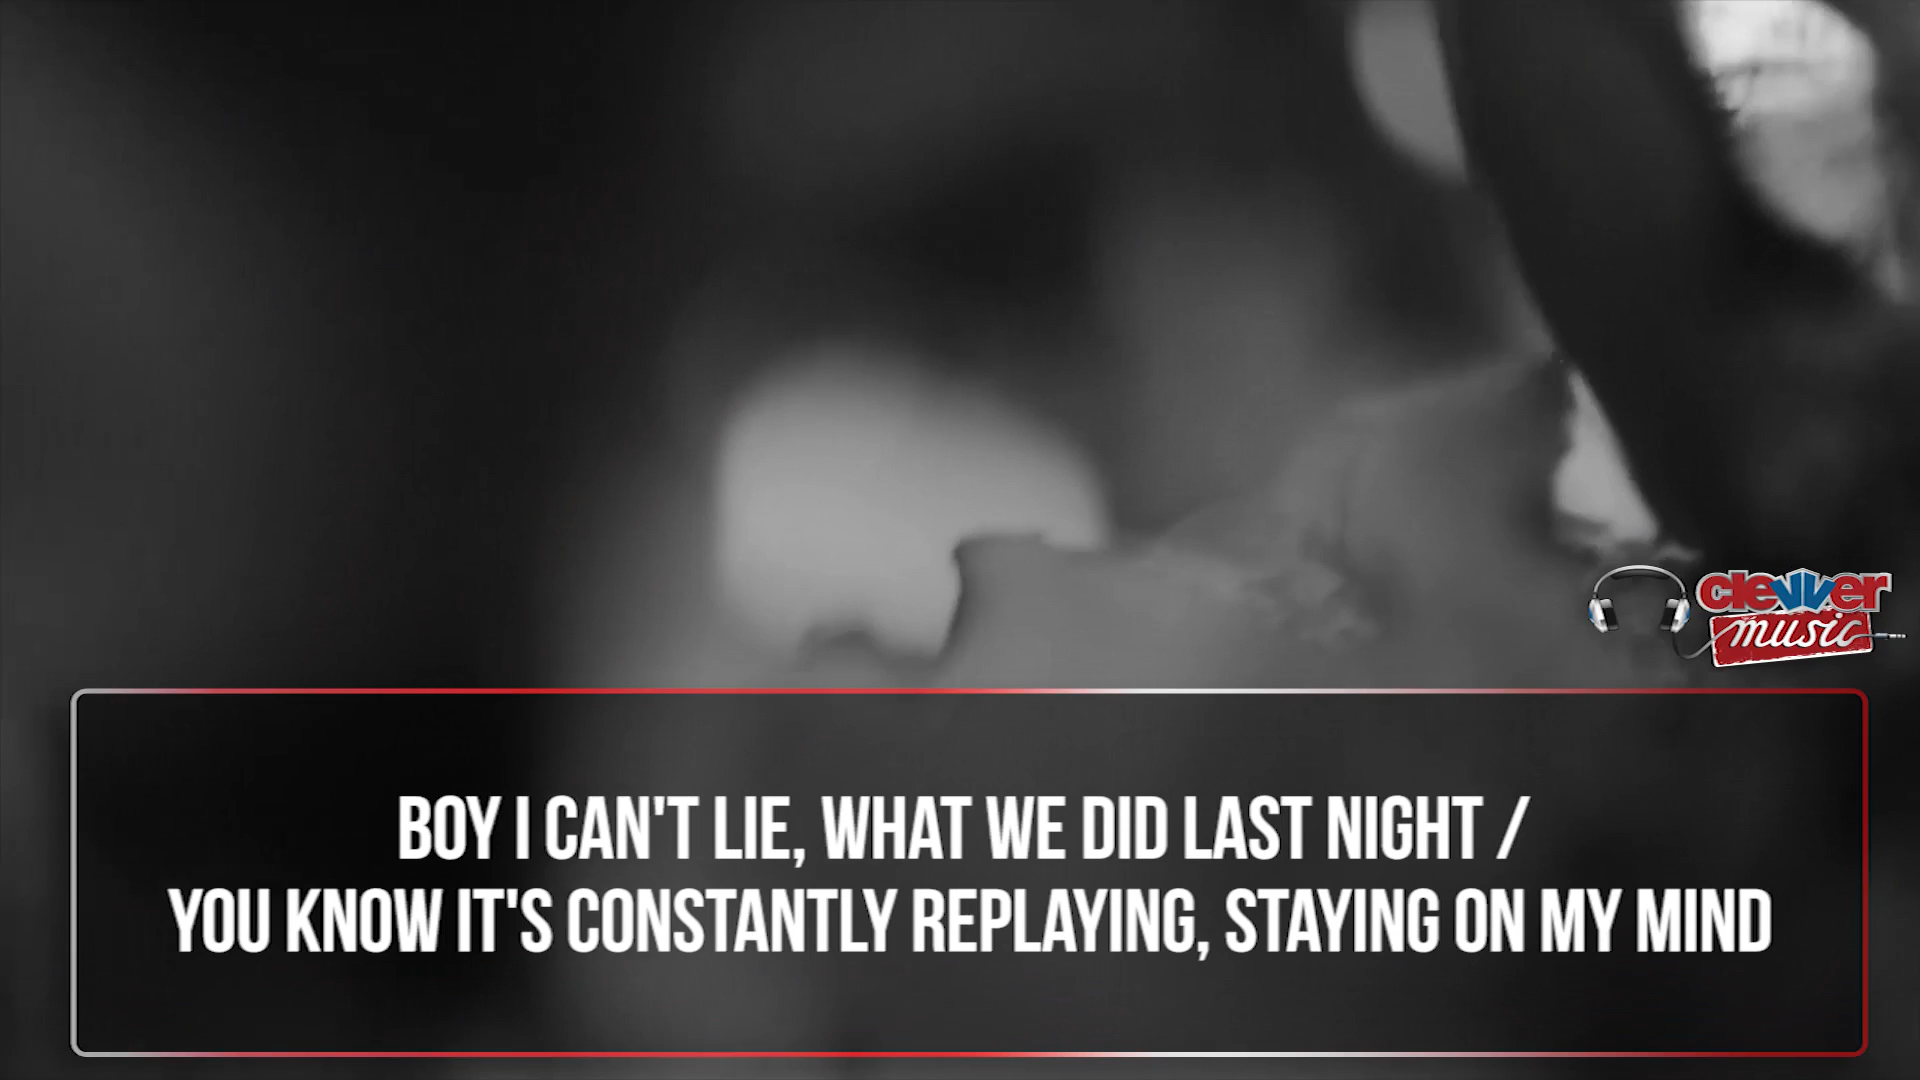 clevver
music
BOY I CAN'T LIE, WHAT WE DID LAST NIGHT /
YOU KNOW IT'S CONSTANTLY REPLAYING, STAYING ON MY MIND